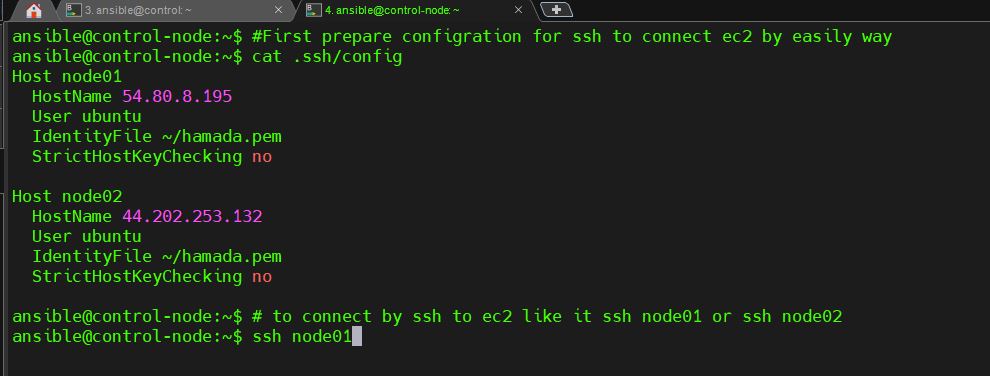 3. ansible@control: ~
4. ansible@control-node: ~
ansible@control-node:~$ #First prepare configration for ssh to connect ec2 by easily way
ansible@control-node:~$ cat .ssh/config
Host node01
  HostName 54.80.8.195
  User ubuntu
  IdentityFile ~/hamada.pem
  StrictHostKeyChecking no

Host node02
  HostName 44.202.253.132
  User ubuntu
  IdentityFile ~/hamada.pem
  StrictHostKeyChecking no

ansible@control-node:~$ # to connect by ssh to ec2 like it ssh node01 or ssh node02
ansible@control-node:~$ ssh node01